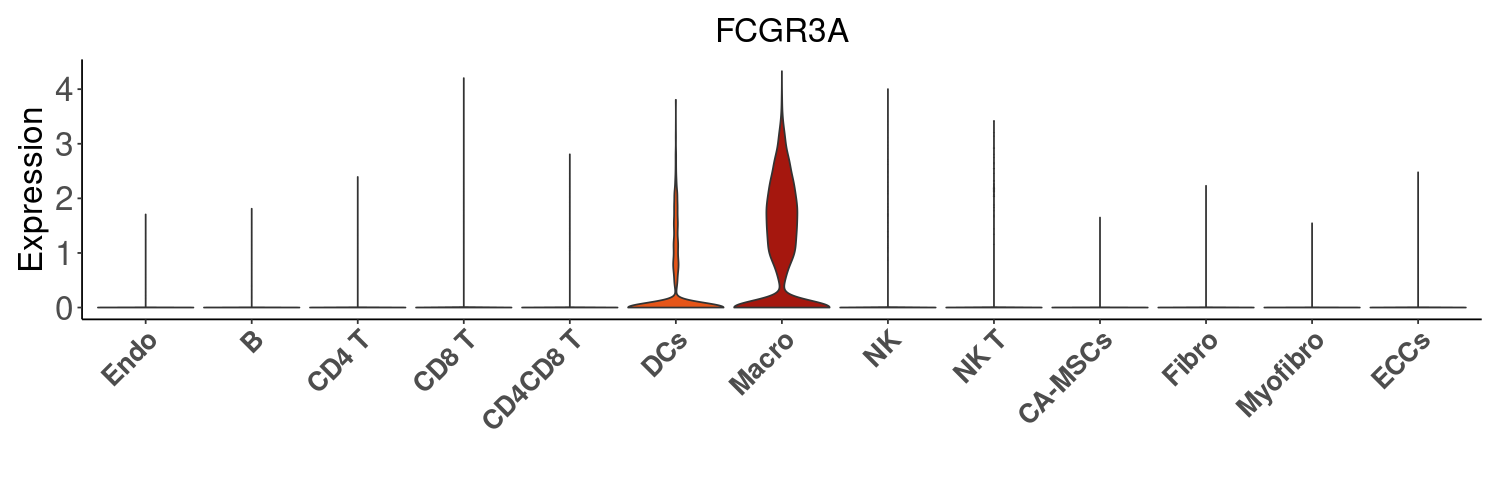 FCGR3A
Expression
4
3
2
1
0
Endo
B
CD4 T
CD8 T
CD4CD8 T
DCs
Macro
NK
NK T
CA-MSCs
Fibro
Myofibro
ECCs